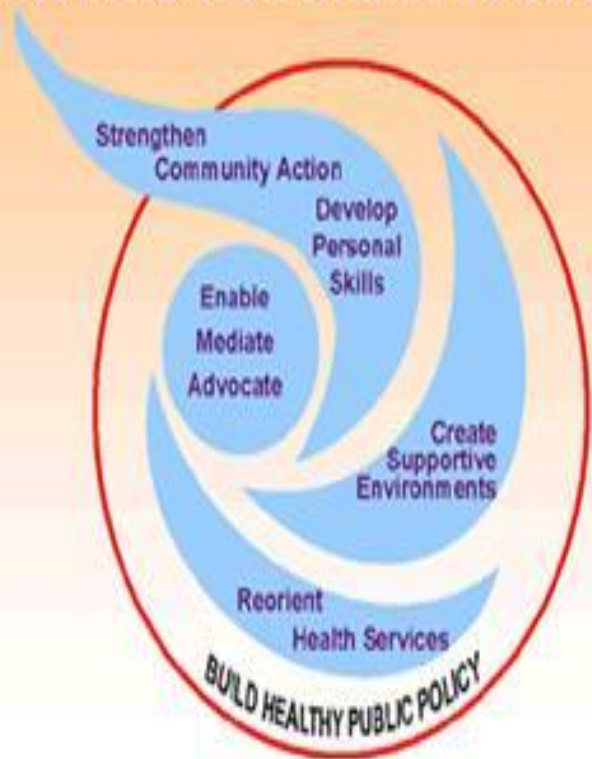 Strengthen
Community Action
Develop
Personal
Skills
Enable
Mediate
Advocate
Create
Supportive
Environments
Reorient
Health Services
BUILD HEALTHY PUBLIC POLICY